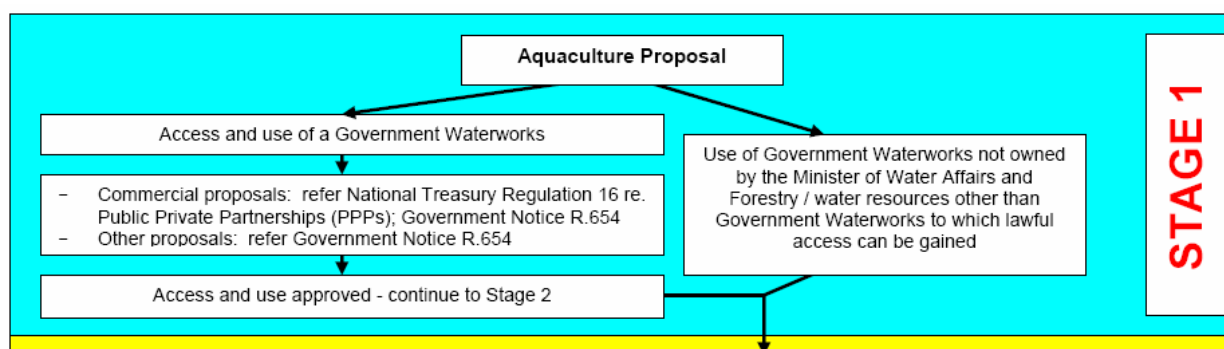 Aquaculture Proposal
Access and use of a Government Waterworks
- Commercial proposals: refer National Treasury Regulation 16 re.
Public Private Partnerships (PPPs); Government Notice R.654
- Other proposals: refer Government Notice R.654
Access and use approved - continue to Stage 2
Use of Government Waterworks not owned
by the Minister of Water Affairs and
Forestry / water resources other than
Government Waterworks to which lawful
access can be gained
STAGE 1